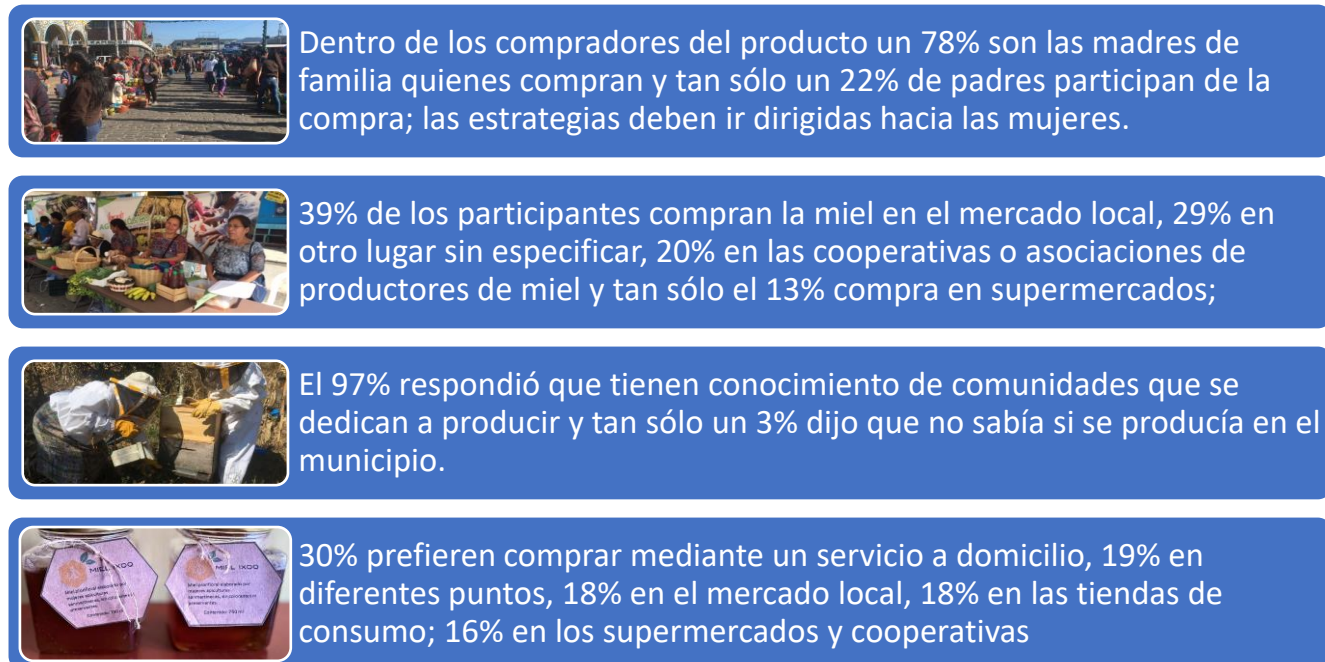 Dentro de los compradores del producto un 78% son las madres de
familia quienes compran y tan sólo un 22% de padres participan de la
compra; las estrategias deben ir dirigidas hacia las mujeres.
39% de los participantes compran la miel en el mercado local, 29% en
otro lugar sin especificar, 20% en las cooperativas o asociaciones de
productores de miel y tan sólo el 13% compra en supermercados;
El 97% respondió que tienen conocimiento de comunidades que se
dedican a producir y tan sólo un 3% dijo que no sabía si se producía en el
municipio.
MIEL IXOQ
MIEL IXOQ
30% prefieren comprar mediante un servicio a domicilio, 19% en
diferentes puntos, 18% en el mercado local, 18% en las tiendas de
consumo; 16% en los supermercados y cooperativas